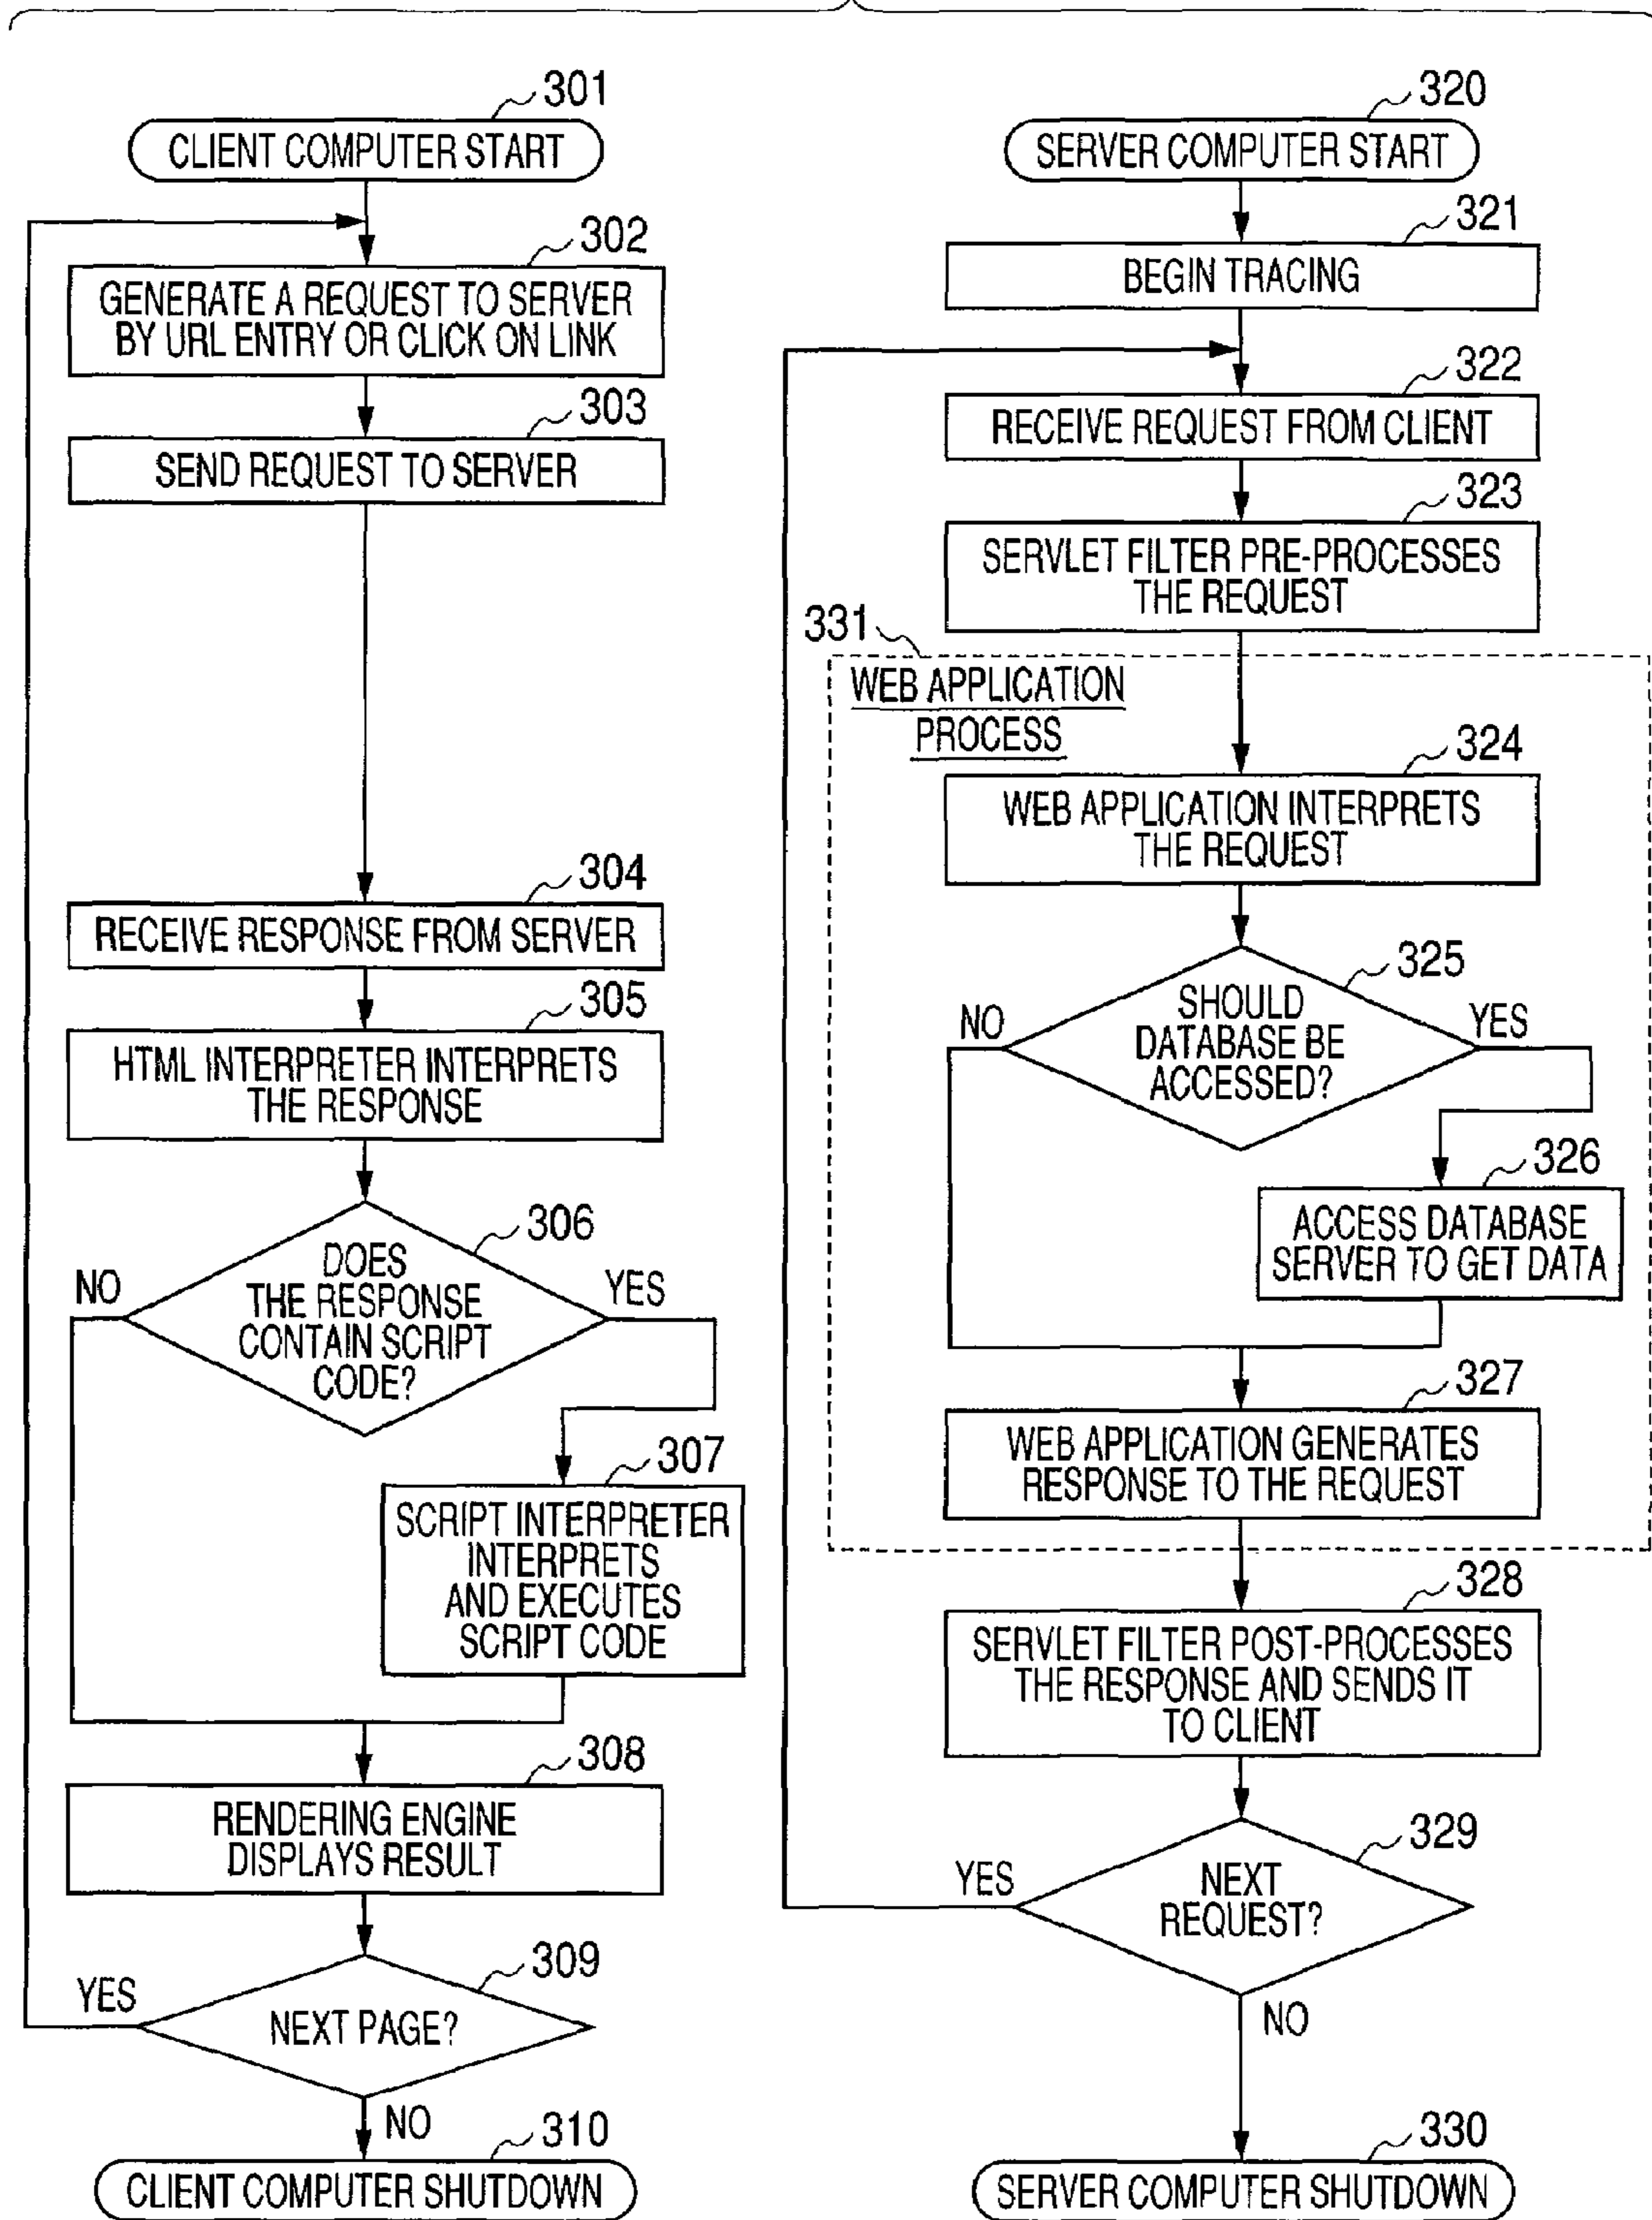 301
CLIENT COMPUTER START
302
GENERATE A REQUEST TO SERVER
BY URL ENTRY OR CLICK ON LINK
303
SEND REQUEST TO SERVER
304
RECEIVE RESPONSE FROM SERVER
305
HTML INTERPRETER INTERPRETS
THE RESPONSE
306
DOES
THE RESPONSE
CONTAIN SCRIPT
CODE?
NO
YES
307
SCRIPT INTERPRETER
INTERPRETS
AND EXECUTES
SCRIPT CODE
308
RENDERING ENGINE
DISPLAYS RESULT
309
YES
NEXT PAGE?
NO
310
CLIENT COMPUTER SHUTDOWN
320
SERVER COMPUTER START
321
BEGIN TRACING
322
RECEIVE REQUEST FROM CLIENT
323
SERVLET FILTER PRE-PROCESSES
THE REQUEST
331
WEB APPLICATION
PROCESS
324
WEB APPLICATION INTERPRETS
THE REQUEST
325
SHOULD
DATABASE BE
ACCESSED?
NO
YES
326
ACCESS DATABASE
SERVER TO GET DATA
327
WEB APPLICATION GENERATES
RESPONSE TO THE REQUEST
328
SERVLET FILTER POST-PROCESSES
THE RESPONSE AND SENDS IT
TO CLIENT
329
YES
NEXT
REQUEST?
NO
330
SERVER COMPUTER SHUTDOWN